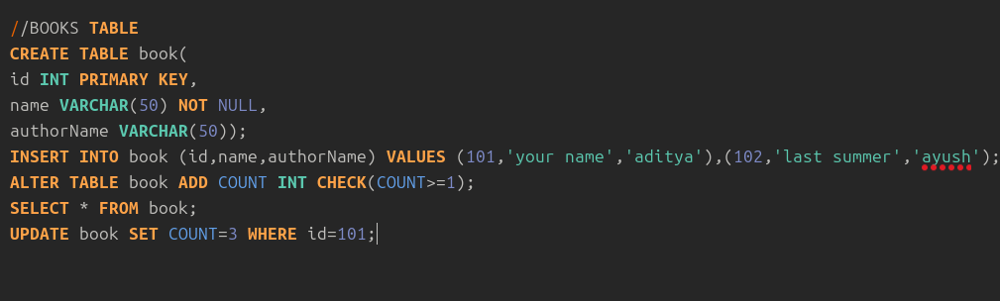 //BOOKS TABLE
CREATE TABLE book(
id INT PRIMARY KEY,
name VARCHAR(50) NOT NULL,
authorName VARCHAR(50));
INSERT INTO book (id,name,authorName) VALUES (101,'your name','aditya'),(102,'last summer','ayush');
ALTER TABLE book ADD COUNT INT CHECK(COUNT>=1);
SELECT * FROM book;
UPDATE book SET COUNT=3 WHERE id=101;